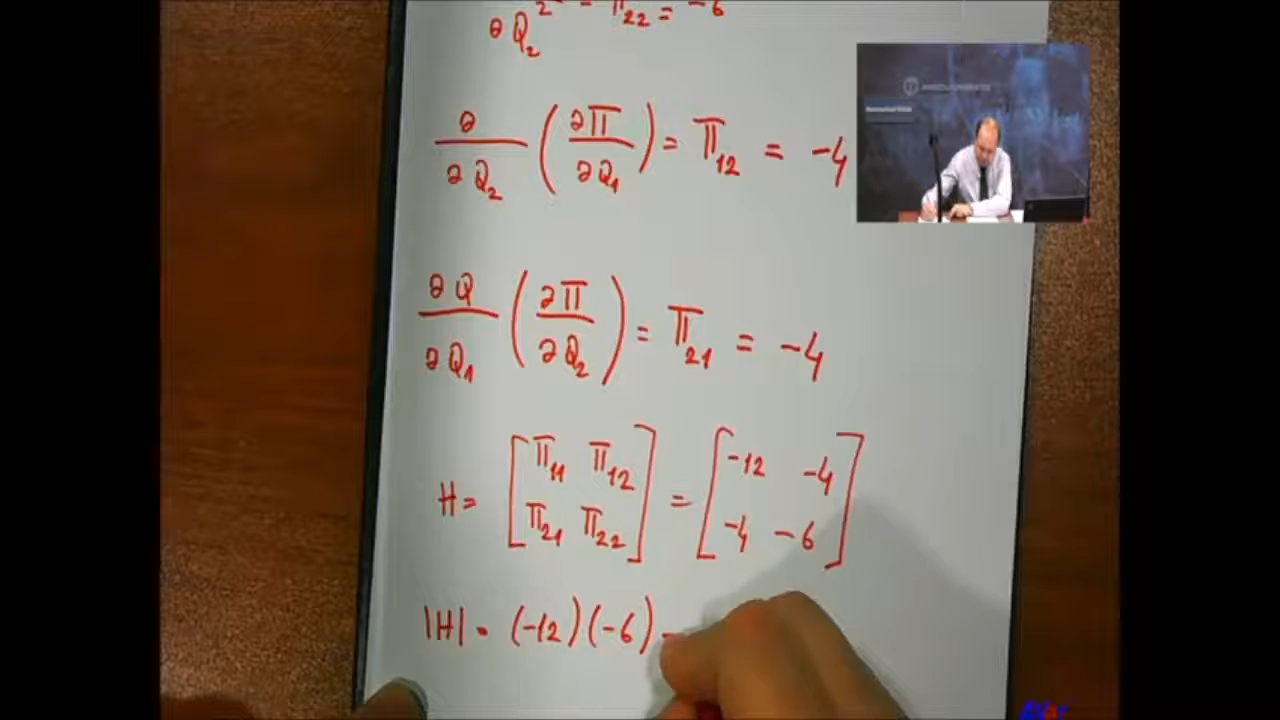 ∂Q₂² = π₂₂ = -6
∂/∂Q₂ (∂π/∂Q₁) = π₁₂ = -4
∂Q/∂Q₁ (∂π/∂Q₂) = π₂₁ = -4
H = [π₁₁ π₁₂; π₂₁ π₂₂] = [-12 -4; -4 -6]
|H| = (-12)(-6) -